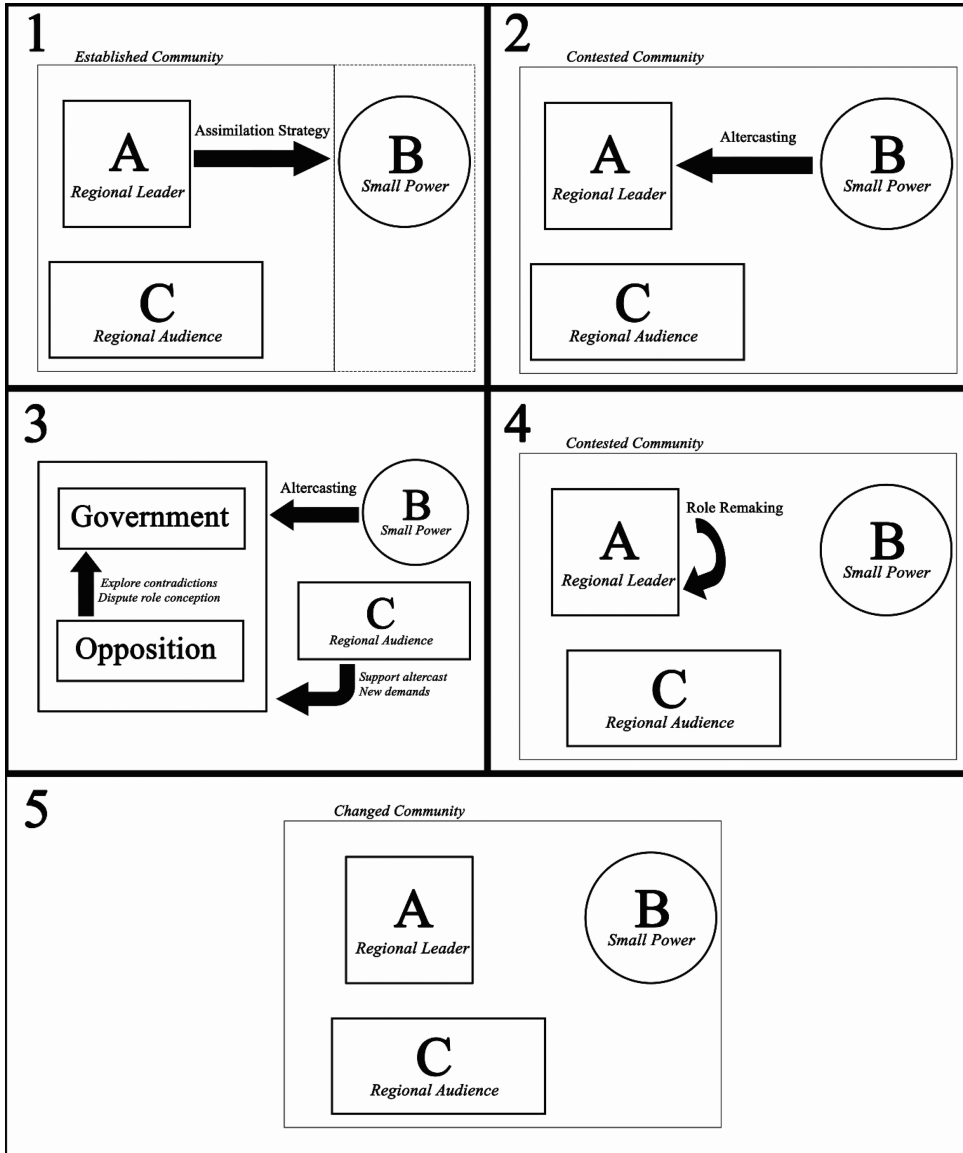 1
Established Community
A
Regional Leader
Assimilation Strategy
B
Small Power
C
Regional Audience
2
Contested Community
A
Regional Leader
Altercasting
B
Small Power
C
Regional Audience
3
Government
Explore contradictions
Dispute role conception
Opposition
Altercasting
B
Small Power
C
Regional Audience
Support altercast
New demands
4
Contested Community
A
Regional Leader
Role Remaking
B
Small Power
C
Regional Audience
5
Changed Community
A
Regional Leader
B
Small Power
C
Regional Audience